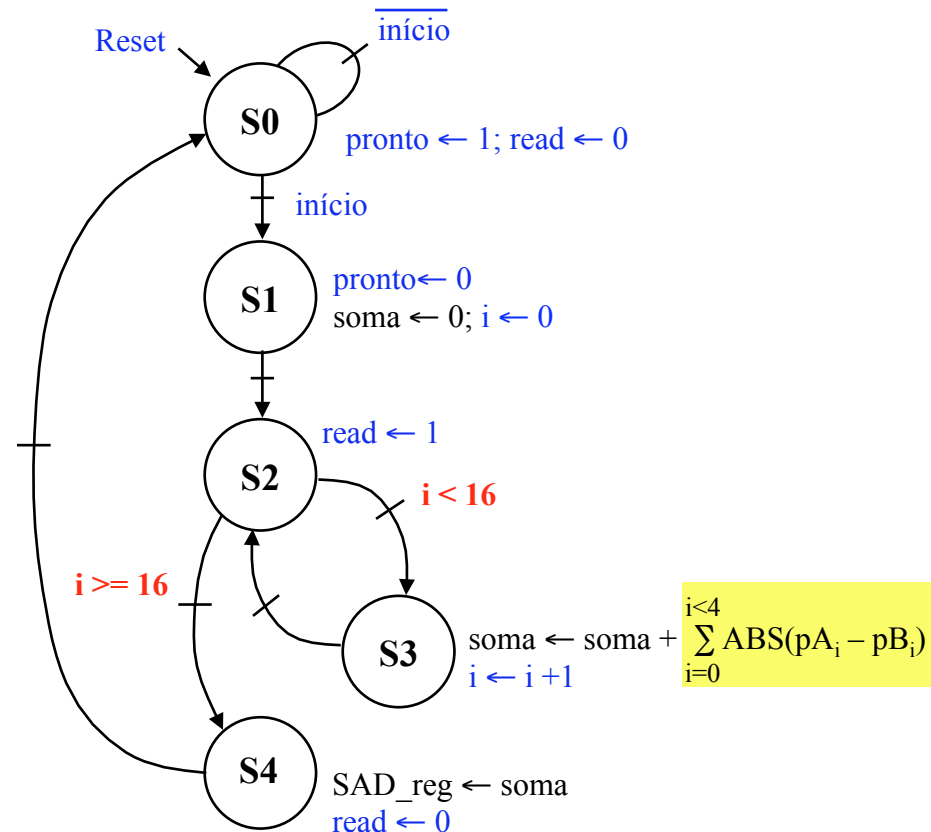 Reset
início
S0
pronto ← 1; read ← 0
início
S1
pronto← 0
soma ← 0; i ← 0
read ← 1
S2
i < 16
i >= 16
S3
soma ← soma + ∑ i<4 i=0 ABS(pAᵢ – pBᵢ)
i ← i +1
S4
SAD_reg ← soma
read ← 0